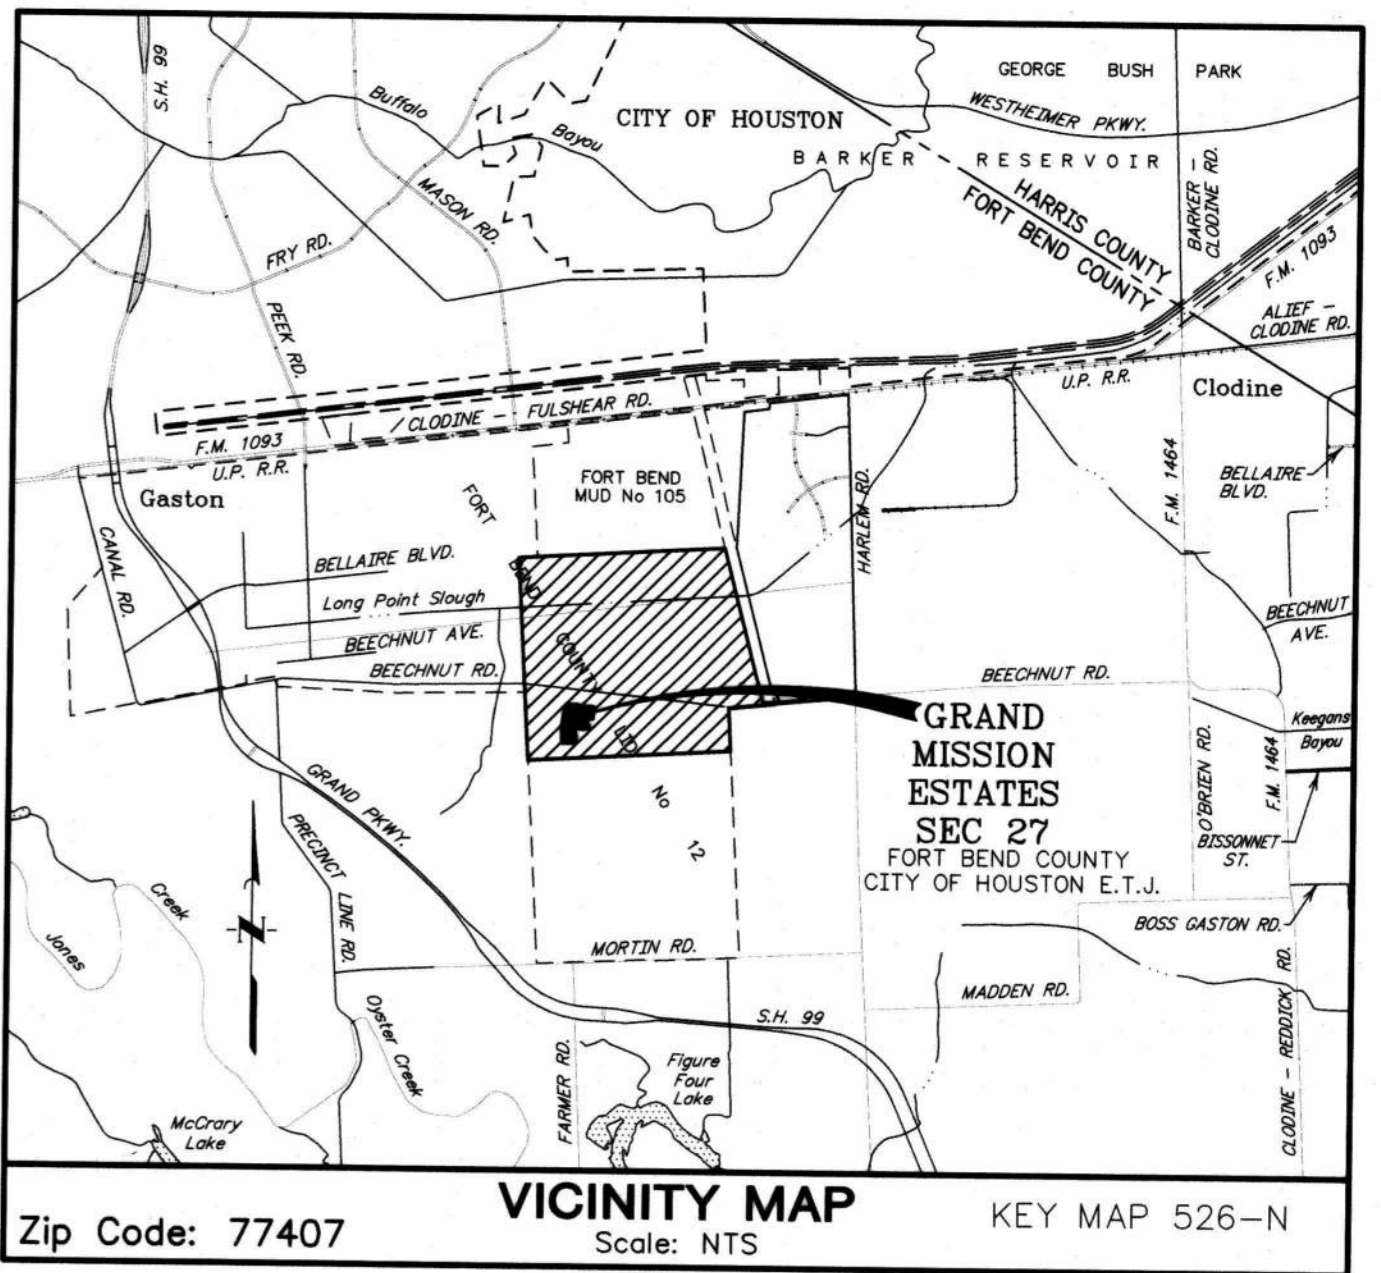 S.H. 99
GEORGE BUSH PARK
WESTHEIMER PKWY.
Buffalo
Bayou
CITY OF HOUSTON
BARKER RESERVOIR
BARKER -
CLODINE RD.
HARRIS COUNTY
FORT BEND COUNTY
MASON RD.
FRY RD.
PEEK RD.
F.M. 1093
ALIEF -
CLODINE RD.
U.P. R.R.
Clodine
CLODINE - FULSHEAR RD.
F.M. 1093
U.P. R.R.
Gaston
FORT BEND
MUD No 105
HARLEM RD.
F.M. 1464
BELLAIRE
BLVD.
CANAL RD.
BELLAIRE BLVD.
Long Point Slough
BEECHNUT AVE.
BEECHNUT RD.
FORT
BEND
COUNTY
LID
No
12
BEECHNUT RD.
BEECHNUT
AVE.
Keegans
Bayou
GRAND
MISSION
ESTATES
SEC 27
FORT BEND COUNTY
CITY OF HOUSTON E.T.J.
O'BRIEN RD.
F.M. 1464
BISSONNET
ST.
BOSS GASTON RD.
GRAND PKWY.
PRECINCT LINE RD.
N
Creek
Jones
MORTIN RD.
MADDEN RD.
S.H. 99
Oyster Creek
FARMER RD.
Figure
Four
Lake
McCrary
Lake
CLODINE - REDDICK RD.
VICINITY MAP
Scale: NTS
Zip Code: 77407
KEY MAP 526-N